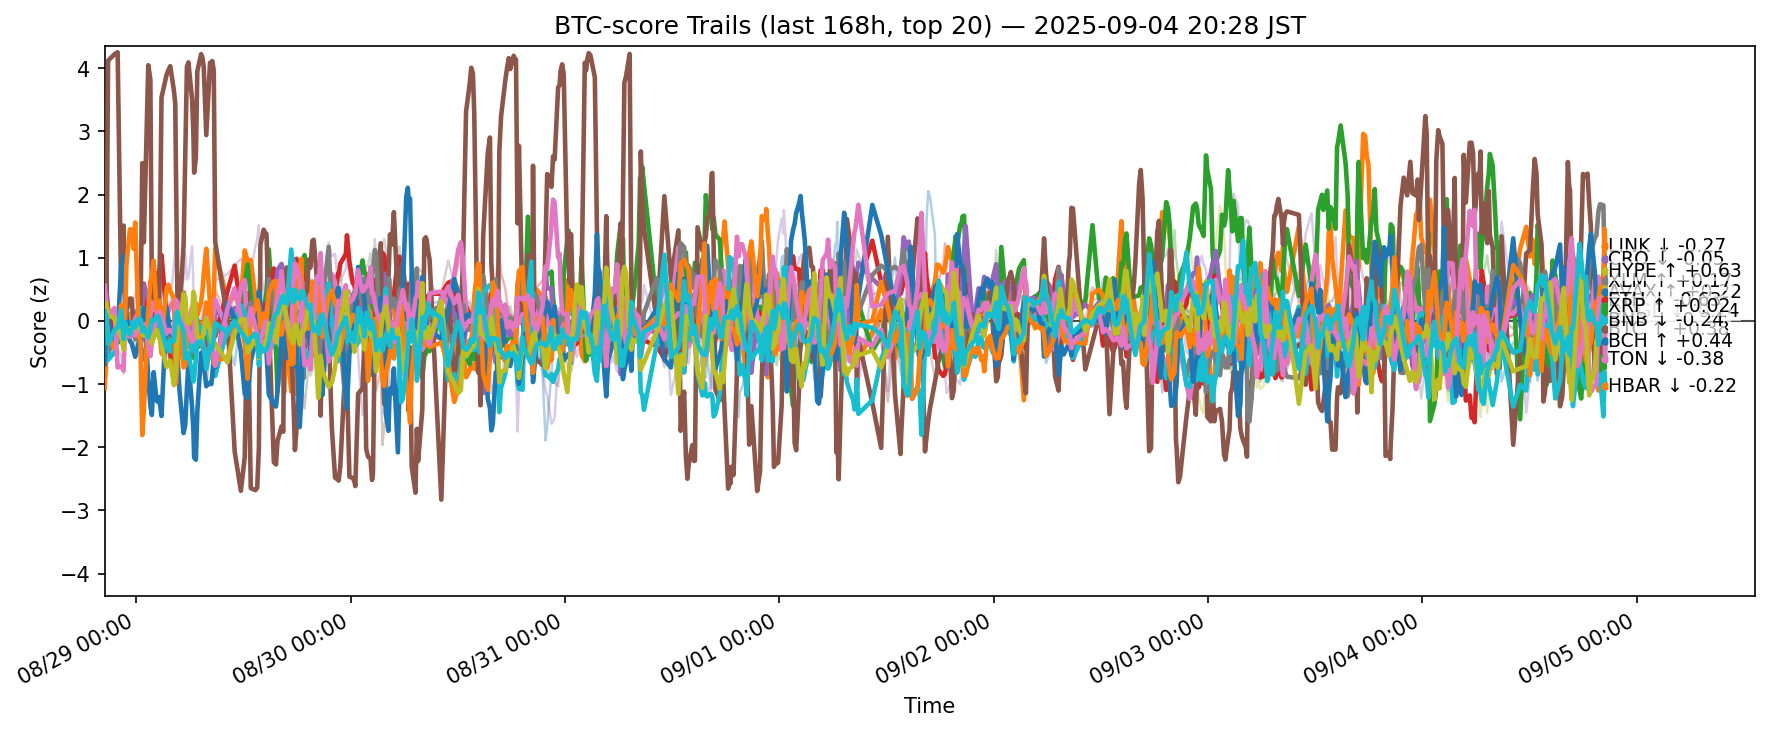 BTC-score Trails (last 168h, top 20) — 2025-09-04 20:28 JST
Score (z)
4
3
2
1
0
−1
−2
−3
−4
LINK ↓ -0.27
CRO ↓ -0.05
HYPE ↑ +0.63
XLM ↑ +0.17
XRP ↑ +0.02
BNB ↓ -0.24
BCH ↑ +0.44
TON ↓ -0.38
HBAR ↓ -0.22
08/29 00:00
08/30 00:00
08/31 00:00
09/01 00:00
09/02 00:00
09/03 00:00
09/04 00:00
09/05 00:00
Time